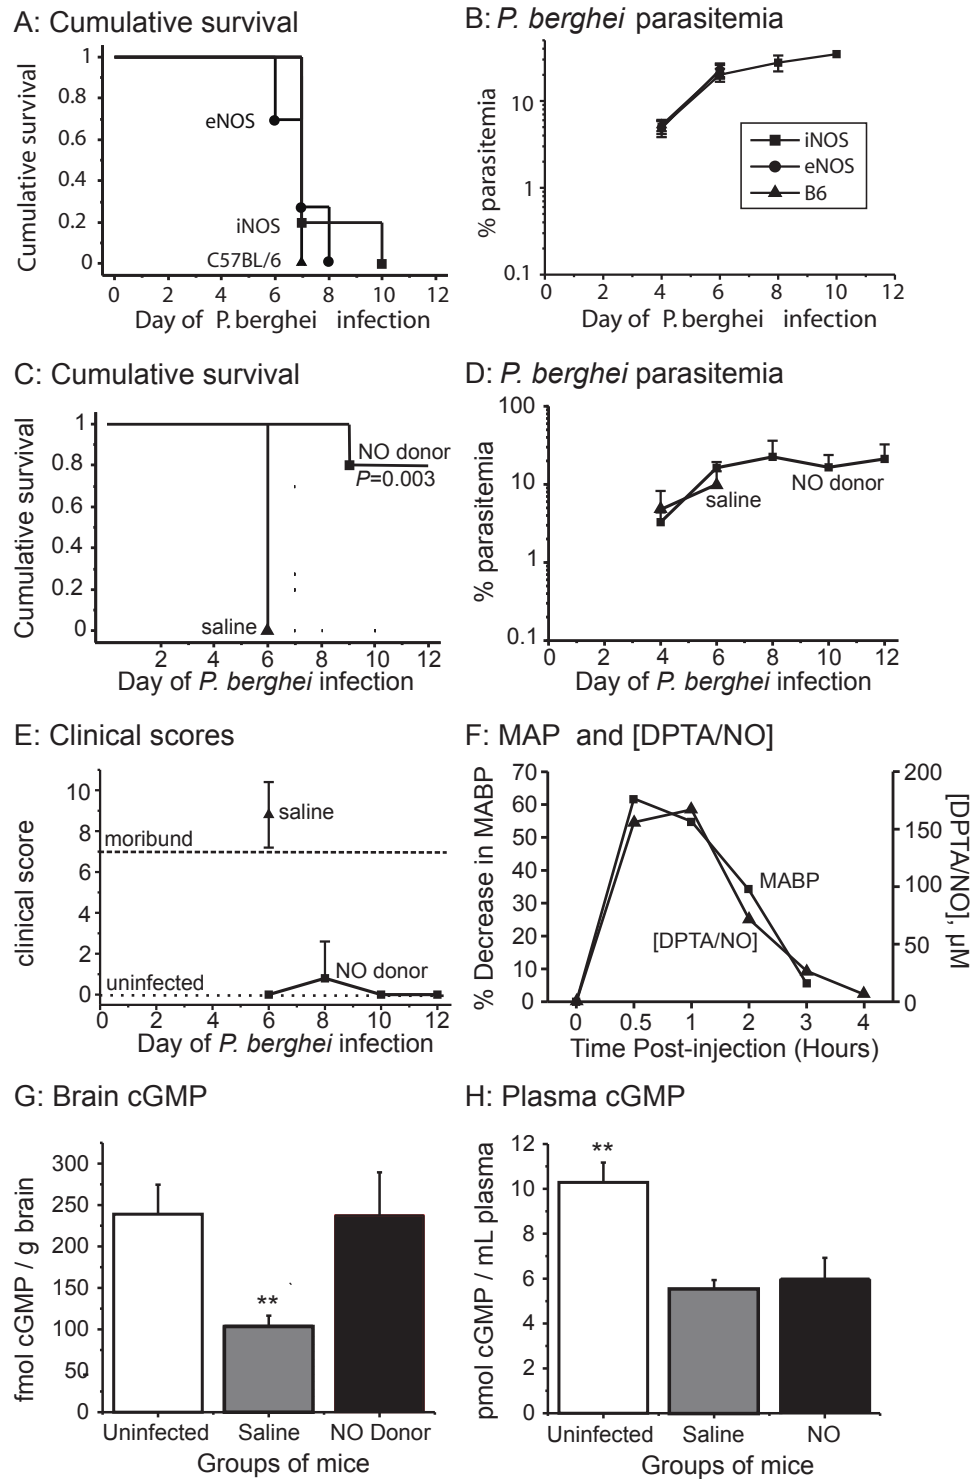 A: Cumulative survival
Cumulative survival
1
0.8
0.6
0.4
0.2
0
eNOS
iNOS
C57BL/6
0 2 4 6 8 10 12
Day of P. berghei infection
B: P. berghei parasitemia
% parasitemia
10
1
0.1
iNOS
eNOS
B6
0 2 4 6 8 10 12
Day of P. berghei infection
C: Cumulative survival
Cumulative survival
1
0.8
0.6
0.4
0.2
0
NO donor
P=0.003
saline
2 4 6 8 10 12
Day of P. berghei infection
D: P. berghei parasitemia
% parasitemia
100
10
1
0.1
saline
NO donor
0 2 4 6 8 10 12
Day of P. berghei infection
E: Clinical scores
clinical score
10
6
4
2
0
saline
moribund
NO donor
uninfected
0 2 4 6 8 10 12
Day of P. berghei infection
F: MAP and [DPTA/NO]
% Decrease in MABP
70
60
50
40
30
20
10
0
MABP
[DPTA/NO]
200
150
100
50
0
[DPTA/NO], µM
0 0.5 1 2 3 4
Time Post-injection (Hours)
G: Brain cGMP
fmol cGMP / g brain
300
250
200
150
100
50
0
**
Uninfected Saline NO Donor
Groups of mice
H: Plasma cGMP
pmol cGMP / mL plasma
12
10
8
6
4
2
0
**
Uninfected Saline NO
Groups of mice